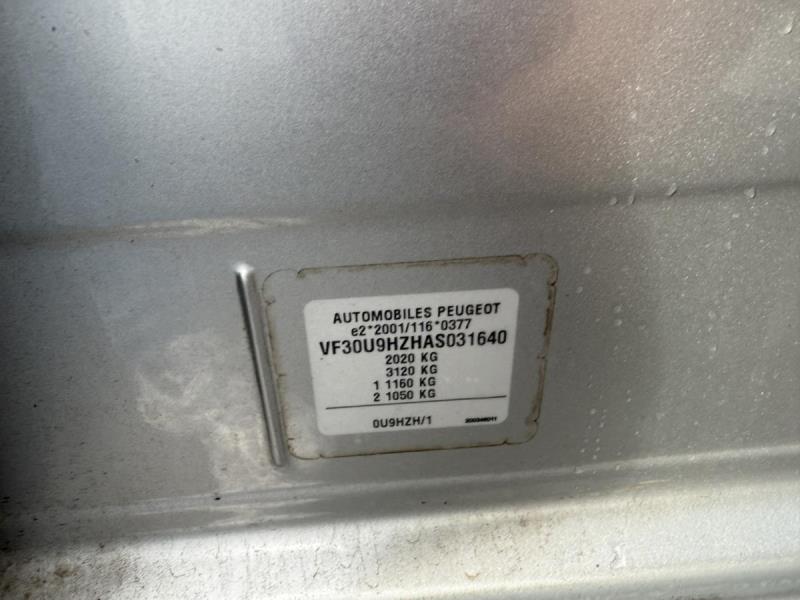 AUTOMOBILES PEUGEOT
e2*2001/116*0377
VF30U9HZHAS031640
2020 KG
3120 KG
1 1160 KG
2 1050 KG
0U9HZH/1